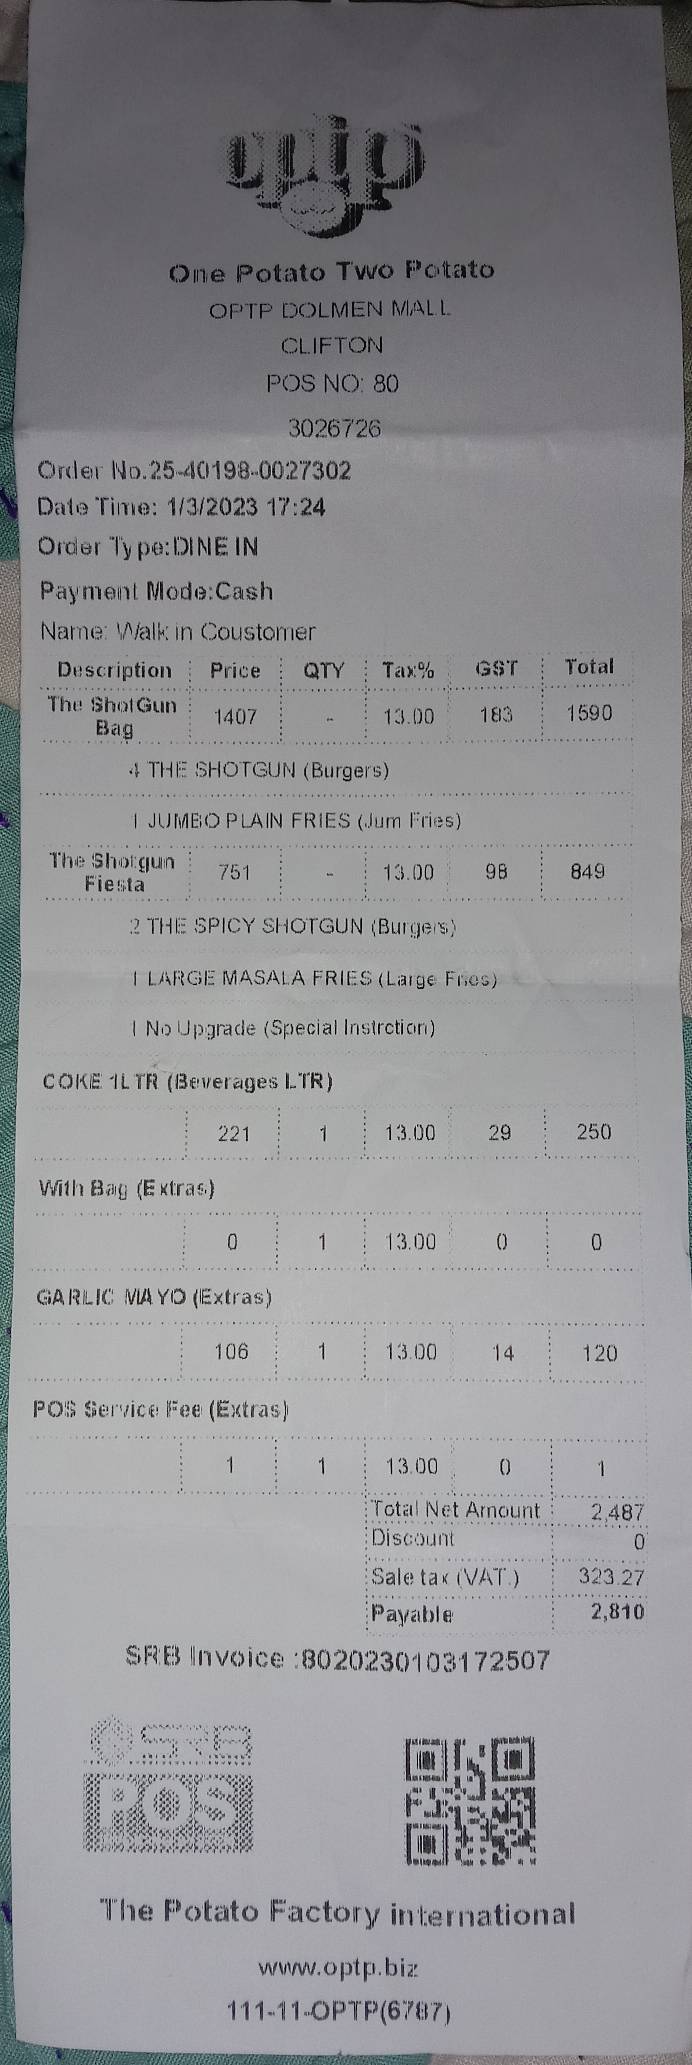 optp
One Potato Two Potato
OPTP DOLMEN MALL
CLIFTON
POS NO: 80
3026726
Order No.25-40198-0027302
Date Time: 1/3/2023 17:24
Order Type:DINE IN
Payment Mode:Cash
Name: Walk in Coustomer
Description Price QTY Tax% GST Total
The ShotGun Bag 1407 - 13.00 183 1590
4 THE SHOTGUN (Burgers)
1 JUMBO PLAIN FRIES (Jum Fries)
The Shotgun Fiesta 751 - 13.00 98 849
2 THE SPICY SHOTGUN (Burgers)
1 LARGE MASALA FRIES (Large Fries)
1 No Upgrade (Special Instrction)
COKE 1LTR (Beverages LTR)
221 1 13.00 29 250
With Bag (Extras)
0 1 13.00 0 0
GARLIC MAYO (Extras)
106 1 13.00 14 120
POS Service Fee (Extras)
1 1 13.00 0 1
Total Net Amount 2,487
Discount 0
Sale tax (VAT.) 323.27
Payable 2,810
SRB Invoice :8020230103172507
SRB
POS
The Potato Factory international
www.optp.biz
111-11-OPTP(6787)